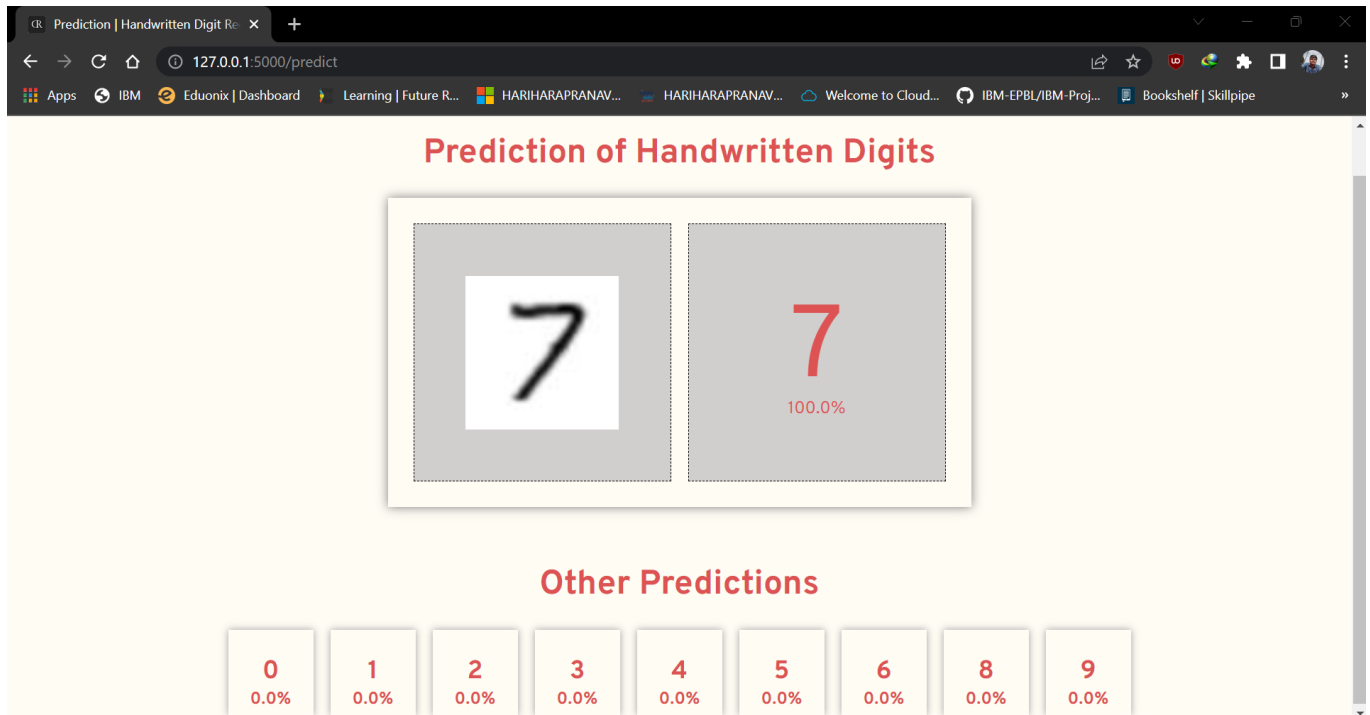 Prediction | Handwritten Digit Re
127.0.0.1:5000/predict
Apps IBM Eduonix | Dashboard Learning | Future R... HARIHARAPRANAV... HARIHARAPRANAV... Welcome to Cloud... IBM-EPBL/IBM-Proj... Bookshelf | Skillpipe »
Prediction of Handwritten Digits
7 7
100.0%
Other Predictions
0 1 2 3 4 5 6 8 9
0.0% 0.0% 0.0% 0.0% 0.0% 0.0% 0.0% 0.0% 0.0%